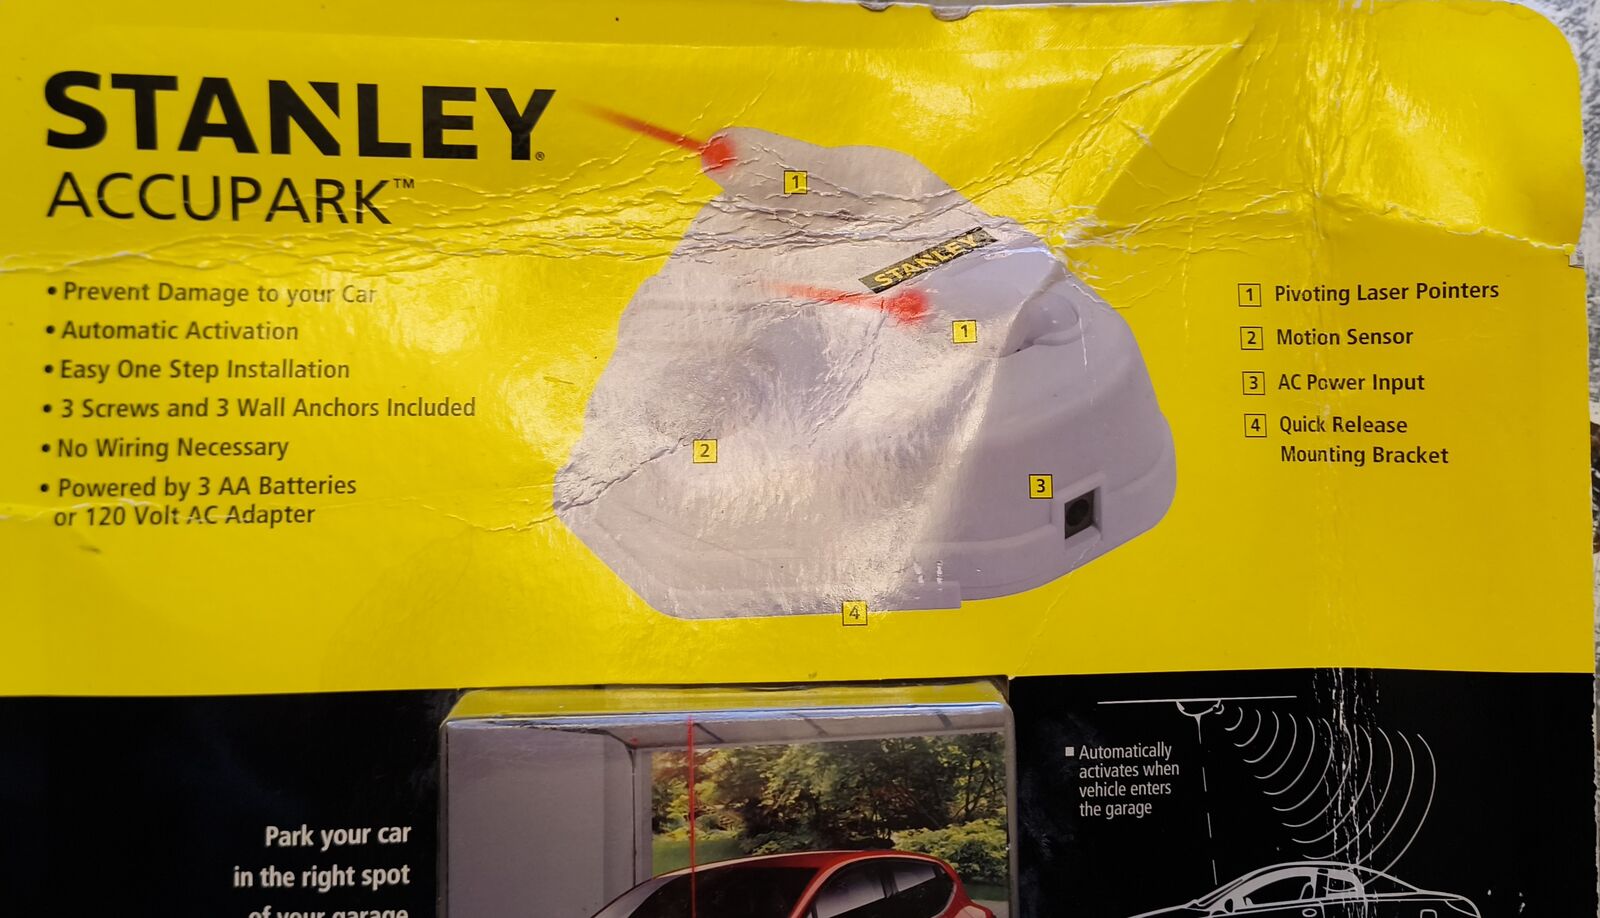 STANLEY®
ACCUPARK™
• Prevent Damage to your Car
• Automatic Activation
• Easy One Step Installation
• 3 Screws and 3 Wall Anchors Included
• No Wiring Necessary
• Powered by 3 AA Batteries
or 120 Volt AC Adapter
1
STANLEY
1
2
3
4
1 Pivoting Laser Pointers
2 Motion Sensor
3 AC Power Input
4 Quick Release
Mounting Bracket
Park your car
in the right spot
of your garage
■ Automatically
activates when
vehicle enters
the garage